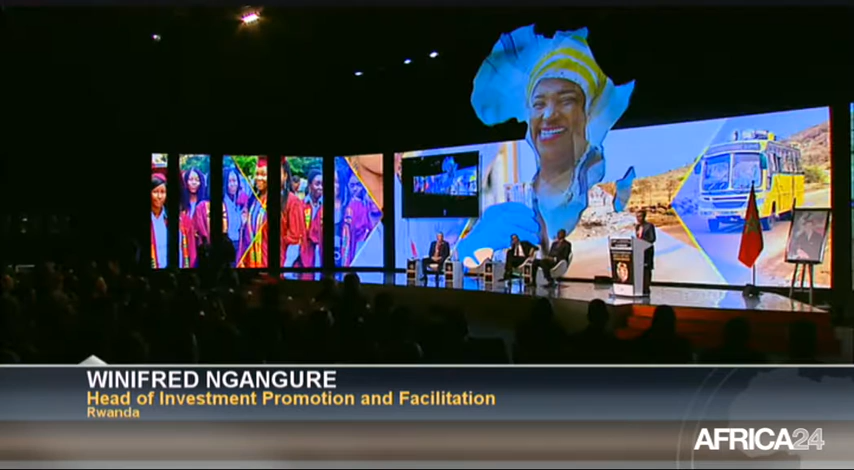 WINIFRED NGANGURE
Head of Investment Promotion and Facilitation
Rwanda
AFRICA24